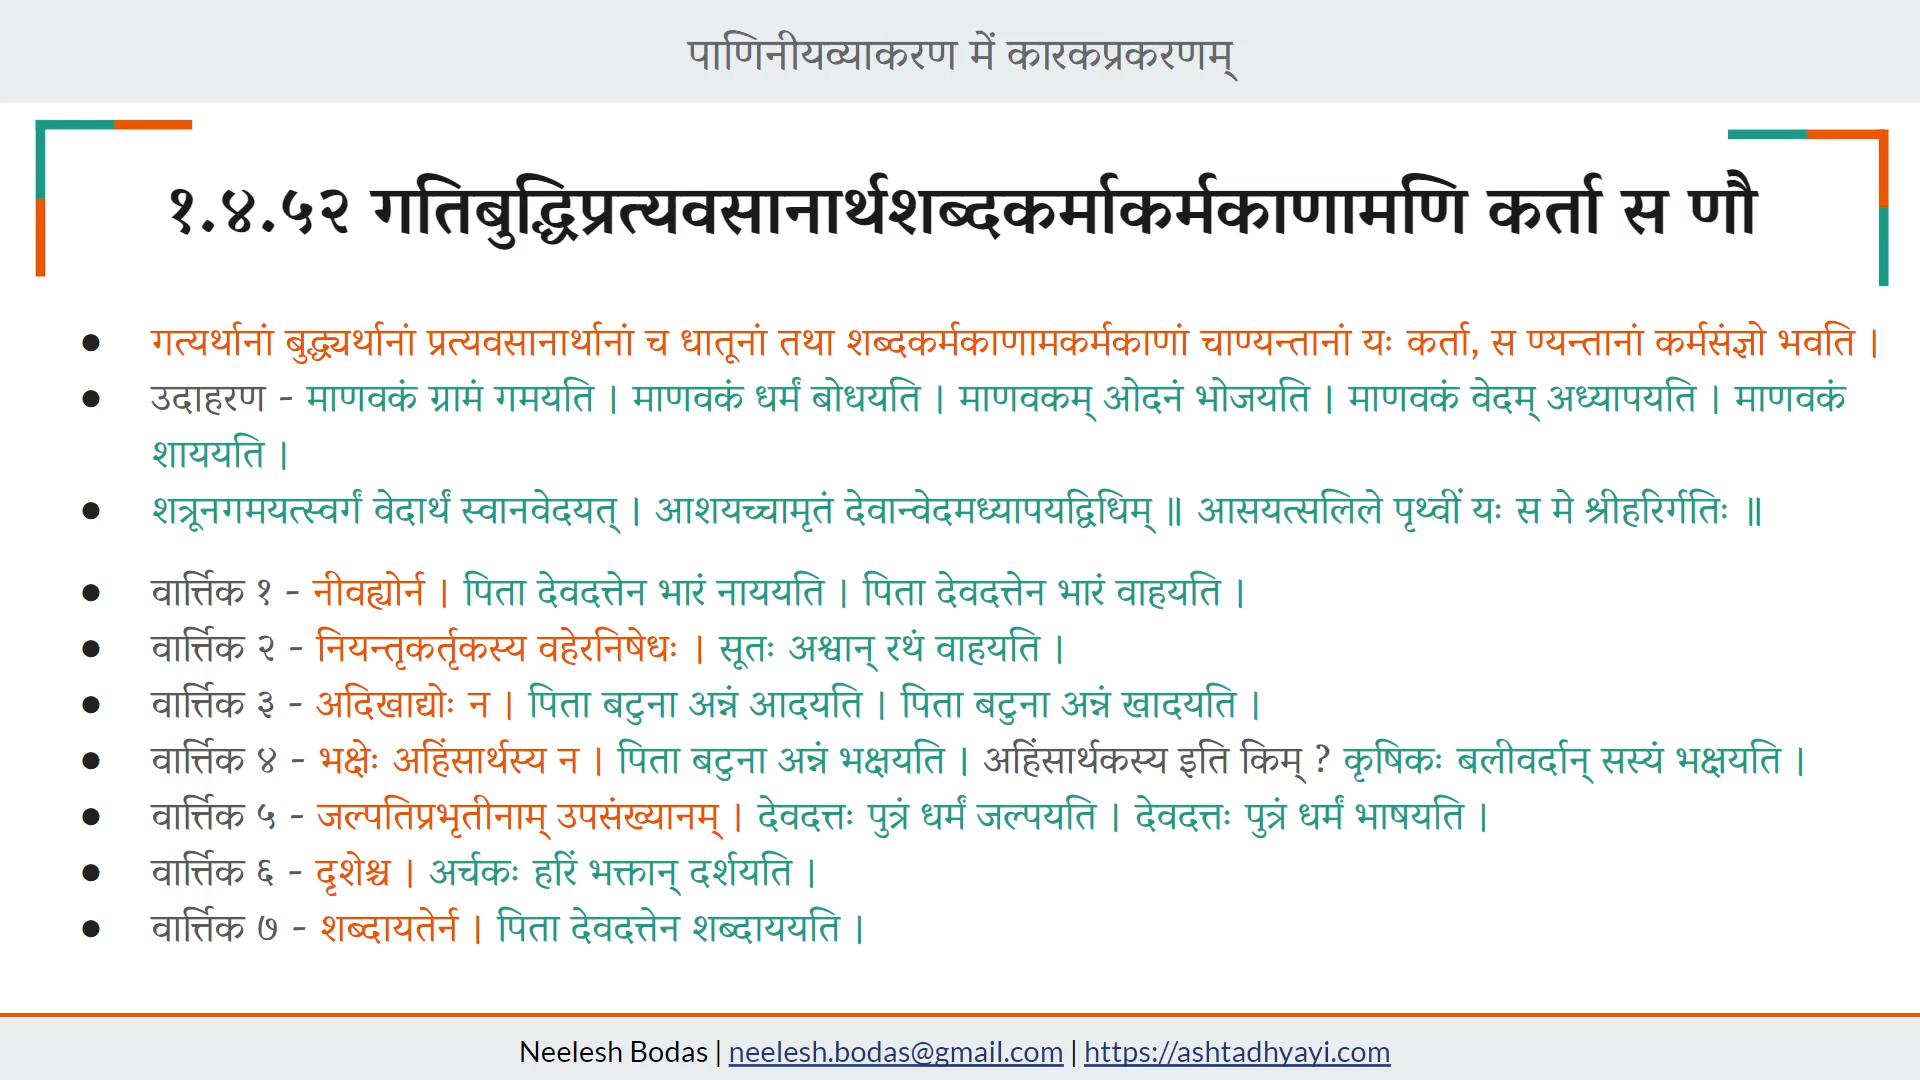 पाणिनीयव्याकरण में कारकप्रकरणम्
१.४.५२ गतिबुद्धिप्रत्यवसानार्थशब्दकर्माकर्मकाणामणि कर्ता स णौ
● गत्यर्थानां बुद्ध्यर्थानां प्रत्यवसानार्थानां च धातूनां तथा शब्दकर्मकाणामकर्मकाणां चाण्यन्तानां यः कर्ता, स ण्यन्तानां कर्मसंज्ञो भवति ।
● उदाहरण - माणवकं ग्रामं गमयति । माणवकं धर्मं बोधयति । माणवकम् ओदनं भोजयति । माणवकं वेदम् अध्यापयति । माणवकं
शाययति ।
● शत्रूनगमयत्स्वर्गं वेदार्थं स्वानवेदयत् । आशयच्चामृतं देवान्वेदमध्यापयद्विधिम् ॥ आसयत्सलिले पृथ्वीं यः स मे श्रीहरिर्गतिः ॥
● वार्त्तिक १ - नीवह्योर्न । पिता देवदत्तेन भारं नाययति । पिता देवदत्तेन भारं वाहयति ।
● वार्त्तिक २ - नियन्तृकर्तृकस्य वहेरनिषेधः । सूतः अश्वान् रथं वाहयति ।
● वार्त्तिक ३ - अदिखाद्योः न । पिता बटुना अन्नं आदयति । पिता बटुना अन्नं खादयति ।
● वार्त्तिक ४ - भक्षेः अहिंसार्थस्य न । पिता बटुना अन्नं भक्षयति । अहिंसार्थकस्य इति किम् ? कृषिकः बलीवर्दान् सस्यं भक्षयति ।
● वार्त्तिक ५ - जल्पतिप्रभृतीनाम् उपसंख्यानम् । देवदत्तः पुत्रं धर्मं जल्पयति । देवदत्तः पुत्रं धर्मं भाषयति ।
● वार्त्तिक ६ - दृशेश्च । अर्चकः हरिं भक्तान् दर्शयति ।
● वार्त्तिक ७ - शब्दायतेर्न । पिता देवदत्तेन शब्दाययति ।
Neelesh Bodas | neelesh.bodas@gmail.com | https://ashtadhyayi.com